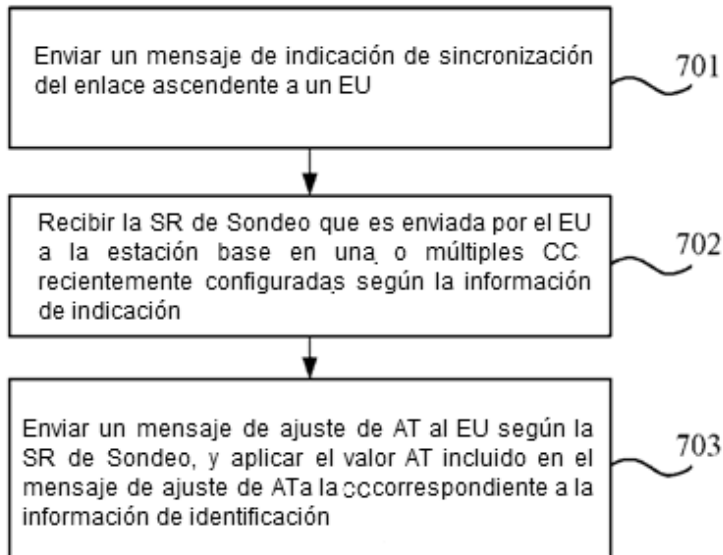 Enviar un mensaje de indicación de sincronización
del enlace ascendente a un EU
701
Recibir la SR de Sondeo que es enviada por el EU
a la estación base en una o múltiples CC
recientemente configuradas según la información
de indicación
702
Enviar un mensaje de ajuste de AT al EU según la
SR de Sondeo, y aplicar el valor AT incluido en el
mensaje de ajuste de ATa la CCcorrespondiente a la
información de identificación
703